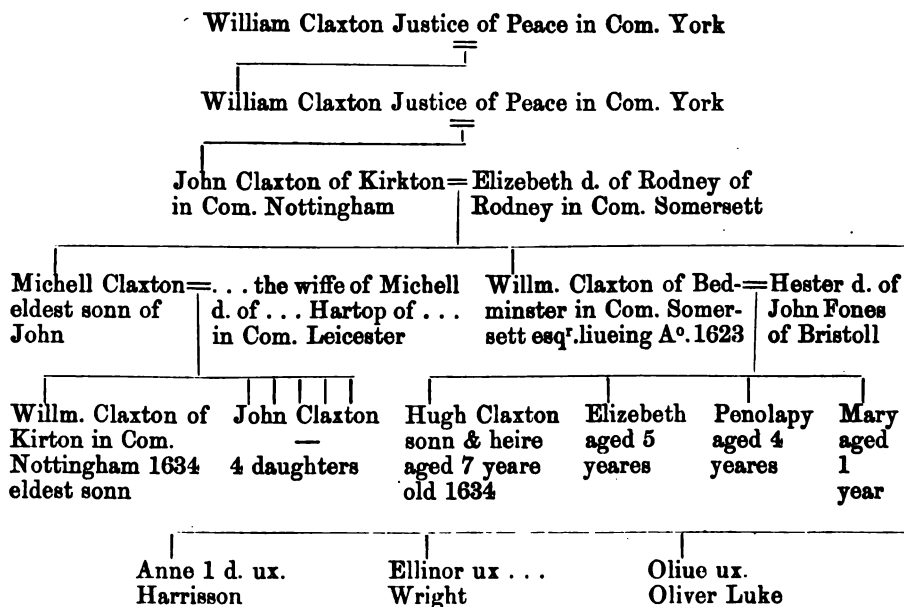 William Claxton Justice of Peace in Com. York
William Claxton Justice of Peace in Com. York
John Claxton of Kirkton = Elizebeth d. of Rodney of
in Com. Nottingham Rodney in Com. Somersett
Michell Claxton = . . . the wiffe of Michell
eldest sonn of d. of . . . Hartop of . . .
John in Com. Leicester
Willm. Claxton of Bed- = Hester d. of
minster in Com. Somer- John Fones
sett esqr. liueing Ao. 1623 of Bristoll
Willm. Claxton of
Kirton in Com.
Nottingham 1634
eldest sonn
John Claxton
—
4 daughters
Hugh Claxton
sonn & heire
aged 7 yeare
old 1634
Elizebeth
aged 5
yeares
Penolapy
aged 4
yeares
Mary
aged
1
year
Anne 1 d. ux.
Harrisson
Ellinor ux . . .
Wright
Oliue ux.
Oliver Luke